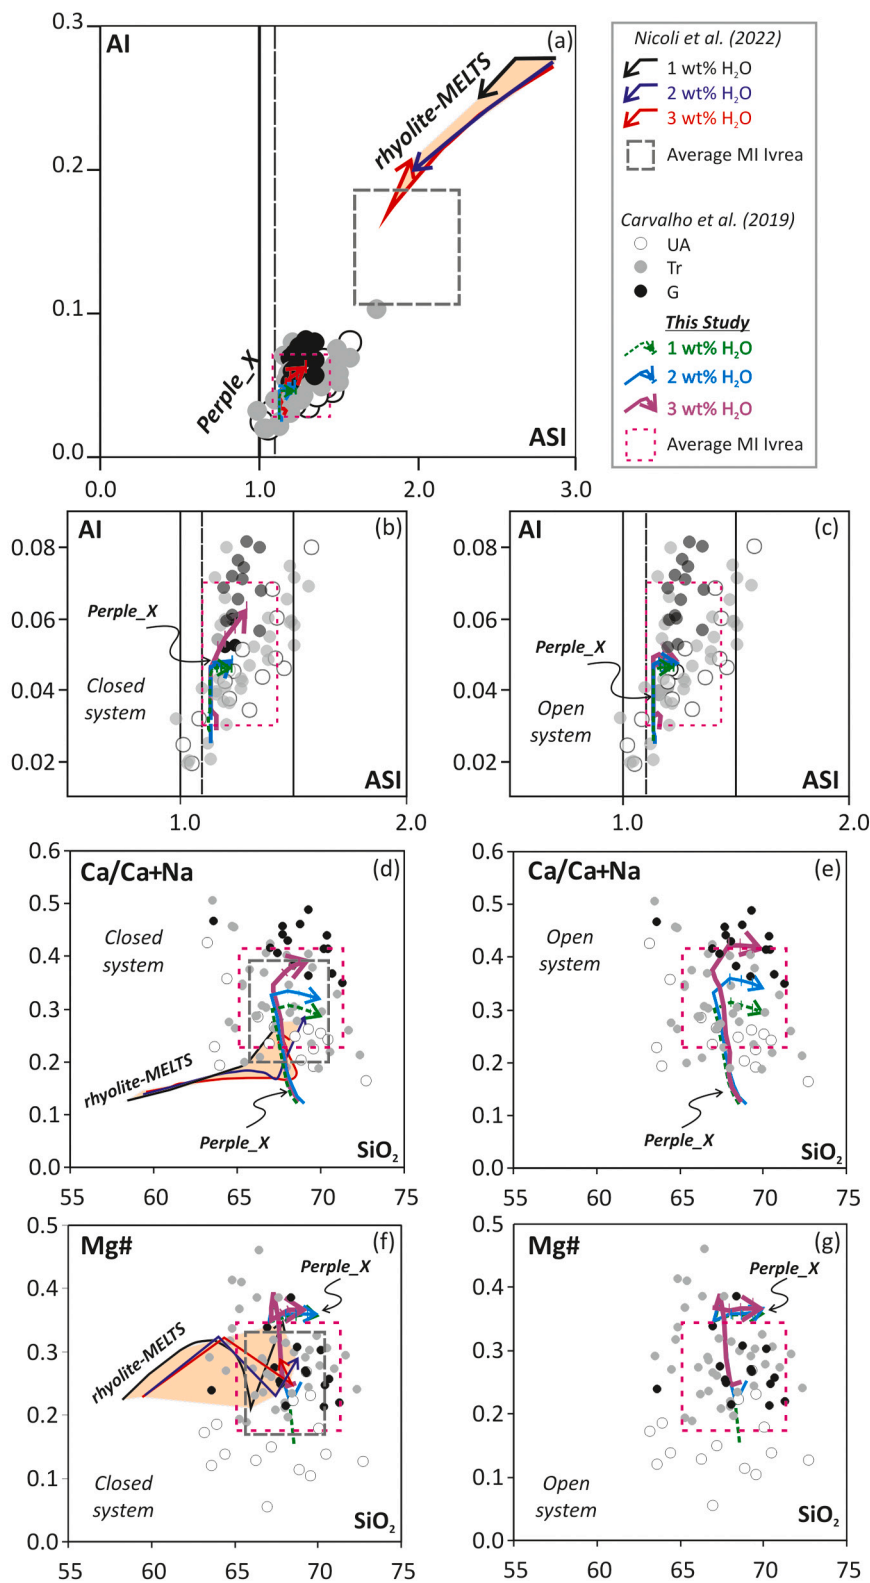 0.3
AI
(a)
rhyolite-MELTS
0.2
0.1
Perple_X
0.0
ASI
0.0 1.0 2.0 3.0
Nicoli et al. (2022)
1 wt% H₂O
2 wt% H₂O
3 wt% H₂O
Average MI Ivrea
Carvalho et al. (2019)
UA
Tr
G
This Study
1 wt% H₂O
2 wt% H₂O
3 wt% H₂O
Average MI Ivrea
AI
(b)
0.08
0.06
Perple_X
0.04
Closed
system
0.02
ASI
1.0 2.0
AI
(c)
0.08
0.06
Perple_X
0.04
Open
system
0.02
ASI
1.0 2.0
0.6
Ca/Ca+Na
(d)
0.5
Closed
system
0.4
0.3
0.2
rhyolite-MELTS
0.1
Perple_X
SiO₂
0.0
55 60 65 70 75
0.6
Ca/Ca+Na
(e)
0.5
Open
system
0.4
0.3
0.2
0.1
Perple_X
SiO₂
0.0
55 60 65 70 75
0.5
Mg#
(f)
Perple_X
0.4
rhyolite-MELTS
0.3
0.2
0.1
Closed
system
SiO₂
0.0
55 60 65 70 75
0.5
Mg#
(g)
Perple_X
0.4
0.3
0.2
0.1
Open
system
SiO₂
0.0
55 60 65 70 75